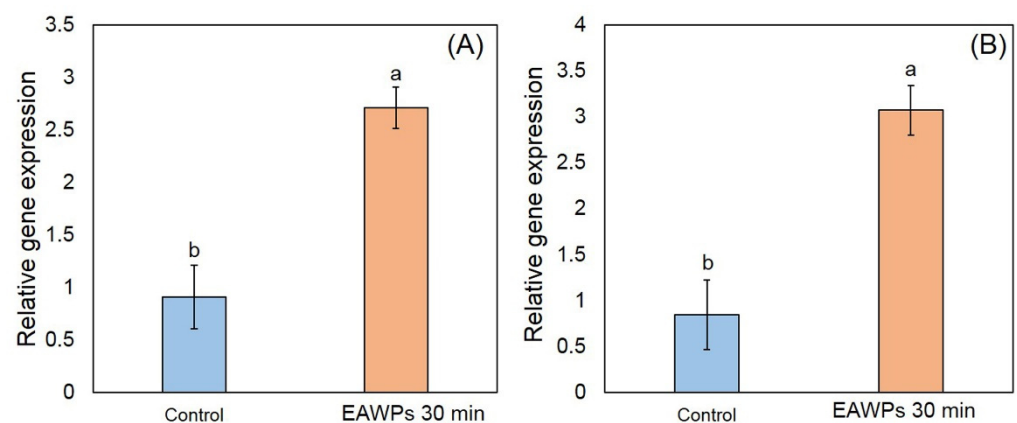 (A)
Relative gene expression
3.5
3
2.5
2
1.5
1
0.5
0
b
a
Control
EAWPs 30 min
(B)
Relative gene expression
4
3.5
3
2.5
2
1.5
1
0.5
0
b
a
Control
EAWPs 30 min